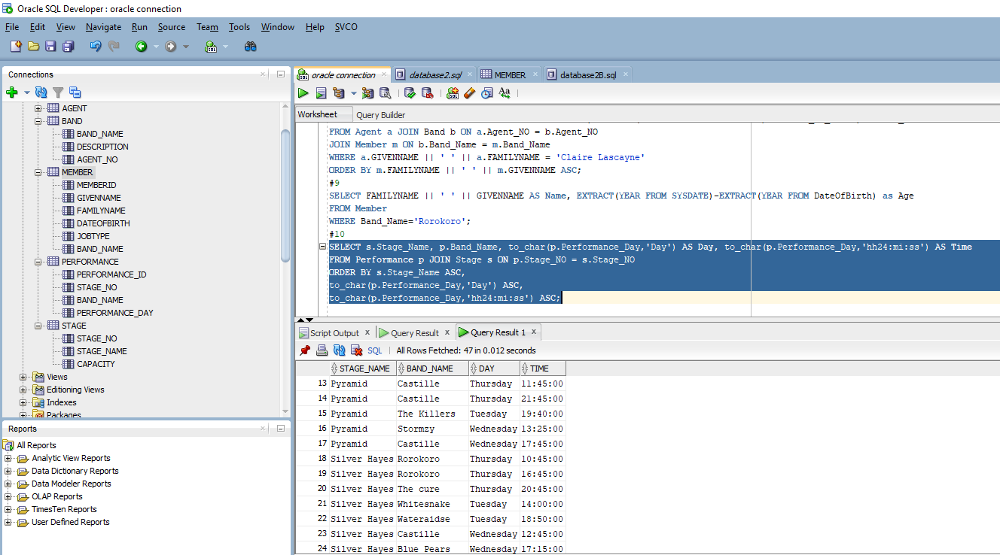 Oracle SQL Developer : oracle connection
File Edit View Navigate Run Source Team Tools Window Help SVCO
Connections
AGENT
BAND
BAND_NAME
DESCRIPTION
AGENT_NO
MEMBER
MEMBERID
GIVENNAME
FAMILYNAME
DATEOFBIRTH
JOBTYPE
BAND_NAME
PERFORMANCE
PERFORMANCE_ID
STAGE_NO
BAND_NAME
PERFORMANCE_DAY
STAGE
STAGE_NO
STAGE_NAME
CAPACITY
Views
Editioning Views
Indexes
Packages
Reports
All Reports
Analytic View Reports
Data Dictionary Reports
Data Modeler Reports
OLAP Reports
TimesTen Reports
User Defined Reports
oracle connection database2.sql MEMBER database2B.sql
Worksheet Query Builder
FROM Agent a JOIN Band b ON a.Agent_NO = b.Agent_NO
JOIN Member m ON b.Band_Name = m.Band_Name
WHERE a.GIVENNAME || ' ' || a.FAMILYNAME = 'Claire Lascayne'
ORDER BY m.FAMILYNAME || ' ' || m.GIVENNAME ASC;
#9
SELECT FAMILYNAME || ' ' || GIVENNAME AS Name, EXTRACT(YEAR FROM SYSDATE)-EXTRACT(YEAR FROM DateOfBirth) as Age
FROM Member
WHERE Band_Name='Rorokoro';
#10
SELECT s.Stage_Name, p.Band_Name, to_char(p.Performance_Day,'Day') AS Day, to_char(p.Performance_Day,'hh24:mi:ss') AS Time
FROM Performance p JOIN Stage s ON p.Stage_NO = s.Stage_NO
ORDER BY s.Stage_Name ASC,
to_char(p.Performance_Day,'Day') ASC,
to_char(p.Performance_Day,'hh24:mi:ss') ASC;
Script Output Query Result Query Result 1
SQL All Rows Fetched: 47 in 0.012 seconds
STAGE_NAME BAND_NAME DAY TIME
13 Pyramid Castille Thursday 11:45:00
14 Pyramid Castille Thursday 21:45:00
15 Pyramid The Killers Tuesday 19:40:00
16 Pyramid Stormzy Wednesday 13:25:00
17 Pyramid Castille Wednesday 17:45:00
18 Silver Hayes Rorokoro Thursday 10:45:00
19 Silver Hayes Rorokoro Thursday 16:45:00
20 Silver Hayes The cure Thursday 20:45:00
21 Silver Hayes Whitesnake Tuesday 14:00:00
22 Silver Hayes Wateraidse Tuesday 18:50:00
23 Silver Hayes Castille Wednesday 12:45:00
24 Silver Hayes Blue Pears Wednesday 17:15:00